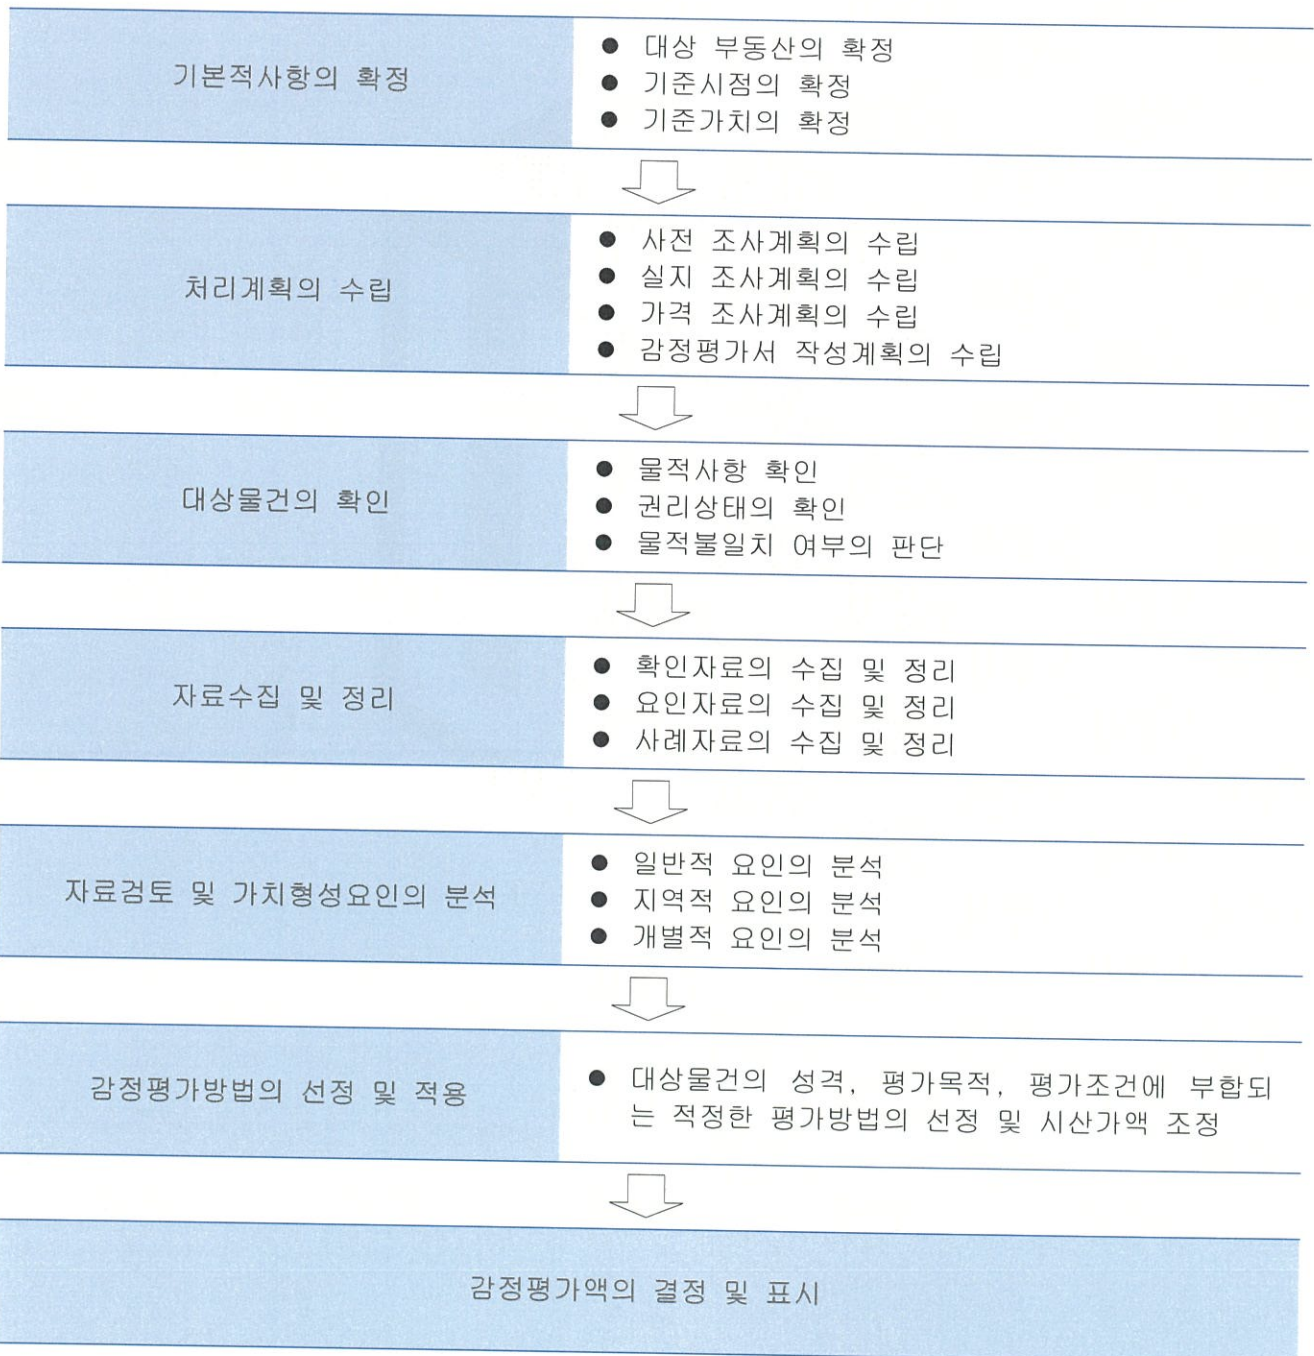 기본적사항의 확정
● 대상 부동산의 확정
● 기준시점의 확정
● 기준가치의 확정
처리계획의 수립
● 사전 조사계획의 수립
● 실지 조사계획의 수립
● 가격 조사계획의 수립
● 감정평가서 작성계획의 수립
대상물건의 확인
● 물적사항 확인
● 권리상태의 확인
● 물적불일치 여부의 판단
자료수집 및 정리
● 확인자료의 수집 및 정리
● 요인자료의 수집 및 정리
● 사례자료의 수집 및 정리
자료검토 및 가치형성요인의 분석
● 일반적 요인의 분석
● 지역적 요인의 분석
● 개별적 요인의 분석
감정평가방법의 선정 및 적용
● 대상물건의 성격, 평가목적, 평가조건에 부합되
는 적정한 평가방법의 선정 및 시산가액 조정
감정평가액의 결정 및 표시